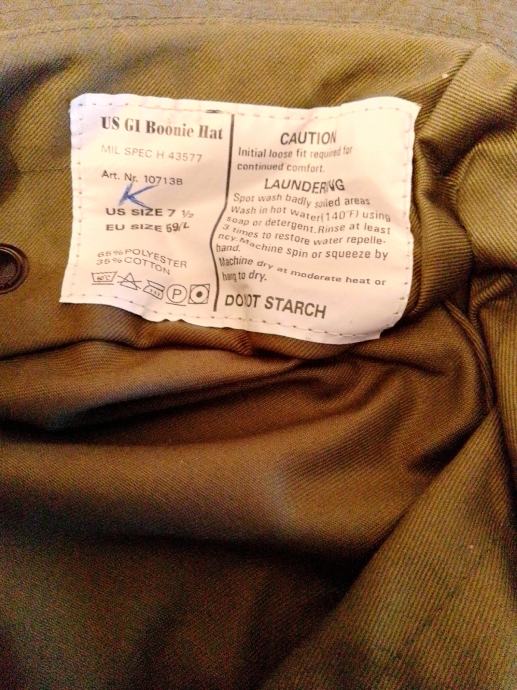 US GI Boonie Hat
MIL SPEC H 43577
Art. Nr. 10713B
K
US SIZE 7 ½
EU SIZE 59/L
65% POLYESTER
35% COTTON
P
CAUTION
Initial loose fit required for
continued comfort.
LAUNDERING
Spot wash badly soiled areas
Wash in hot water(140°F) using
soap or detergent.Rinse at least
3 times to restore water repelle-
ncy.Machine spin or squeeze by
hand.
Machine dry at moderate heat or
hang to dry.
DO OT STARCH